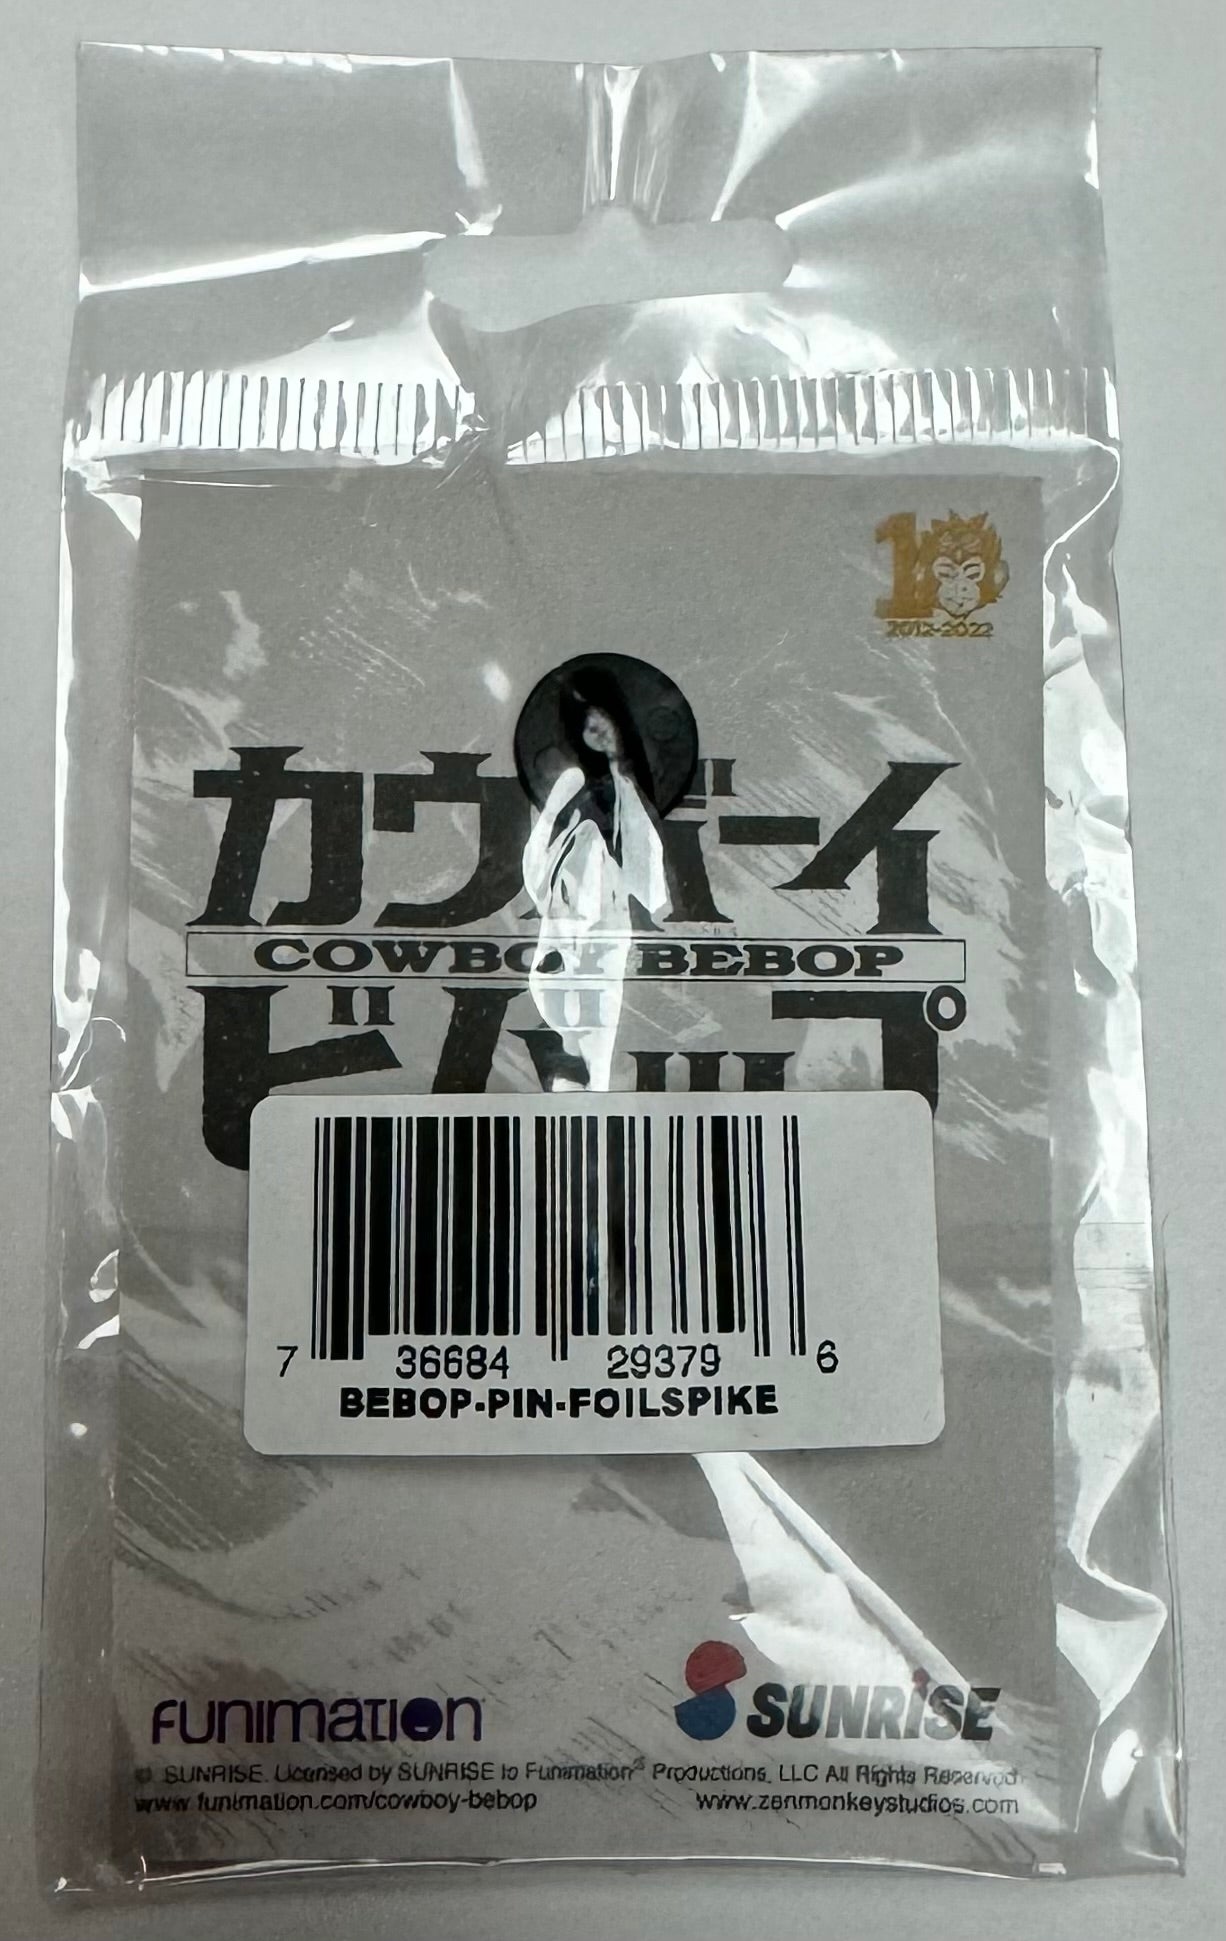 10
2012-2022
カウボーイ
COWBOY BEBOP
ビバップ
7 36684 29379 6
BEBOP-PIN-FOILSPIKE
FUNIMATION
SUNRISE
© SUNRISE. Licensed by SUNRISE to Funimation® Productions, LLC All Rights Reserved.
www.funimation.com/cowboy-bebop
www.zenmonkeystudios.com